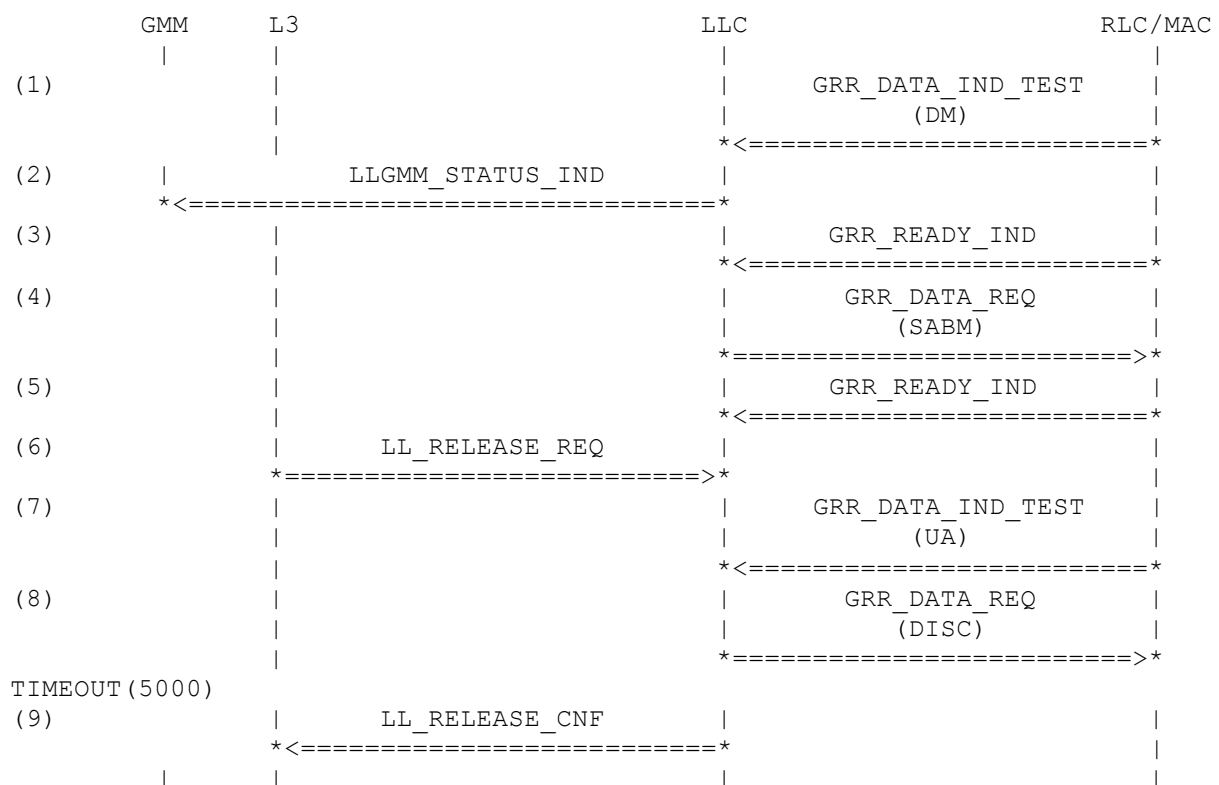 GMM     L3                         LLC                       RLC/MAC
         |      |                           |                          |
(1)             |                           |     GRR_DATA_IND_TEST    |
                |                           |           (DM)           |
                |                           *<=========================*
(2)      |      |    LLGMM_STATUS_IND       |                          |
         *<=================================*                          |
(3)             |                           |      GRR_READY_IND       |
                |                           *<=========================*
(4)             |                           |       GRR_DATA_REQ       |
                |                           |          (SABM)          |
                |                           *=========================>*
(5)             |                           |      GRR_READY_IND       |
                |                           *<=========================*
(6)             |      LL_RELEASE_REQ       |                          |
                *==========================>*                          |
(7)             |                           |     GRR_DATA_IND_TEST    |
                |                           |           (UA)           |
                |                           *<=========================*
(8)             |                           |       GRR_DATA_REQ       |
                |                           |          (DISC)          |
                |                           *=========================>*
TIMEOUT(5000)
(9)             |      LL_RELEASE_CNF       |                          |
                *<==========================*                          |
         |      |                           |                          |